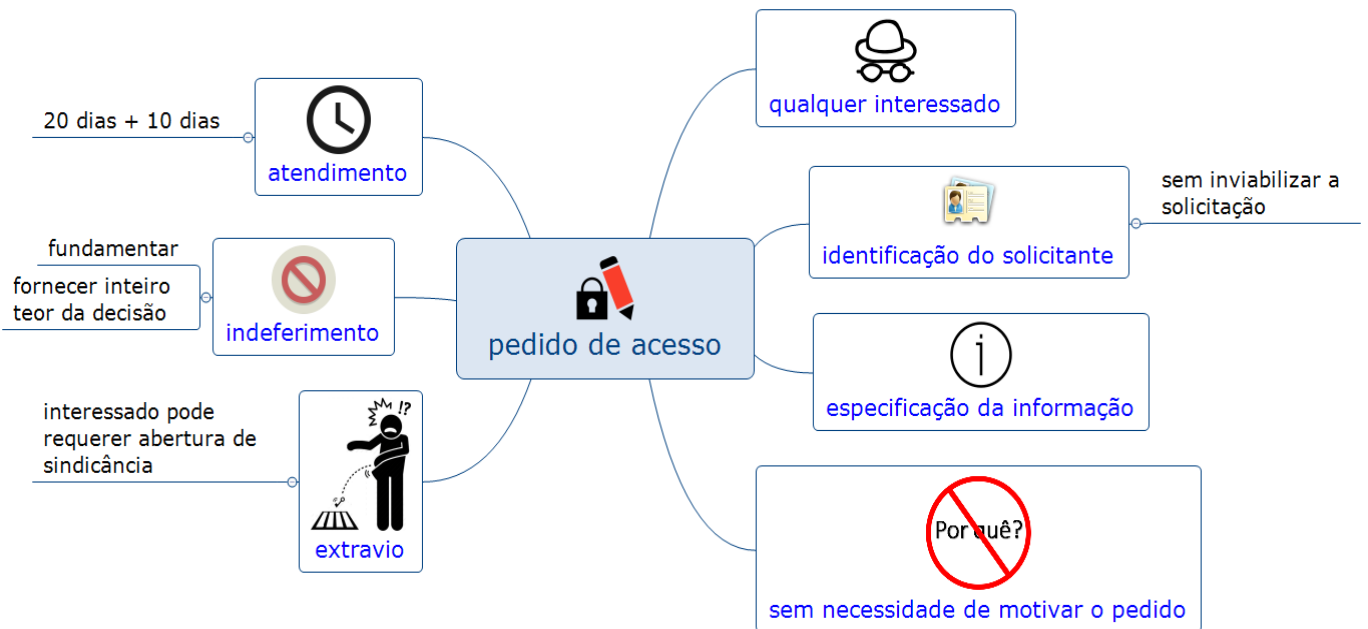 pedido de acesso
qualquer interessado
identificação do solicitante
sem inviabilizar a
solicitação
especificação da informação
Por quê?
sem necessidade de motivar o pedido
atendimento
20 dias + 10 dias
indeferimento
fundamentar
fornecer inteiro
teor da decisão
!?
extravio
interessado pode
requerer abertura de
sindicância